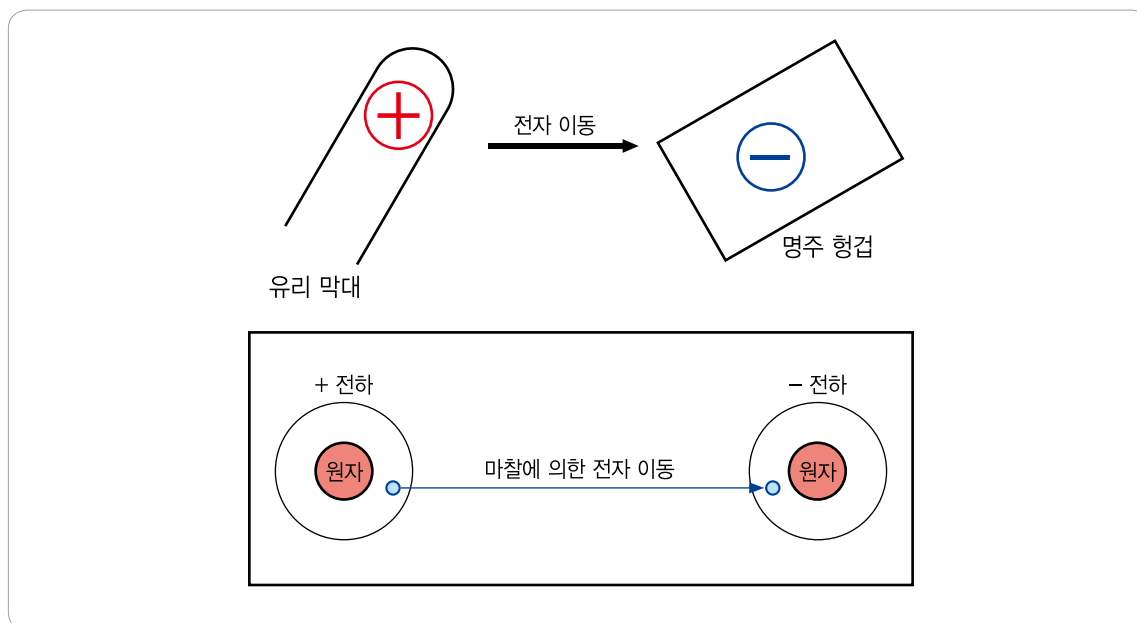 전자 이동
명주 헝겁
유리 막대
+ 전하
− 전하
원자
마찰에 의한 전자 이동
원자